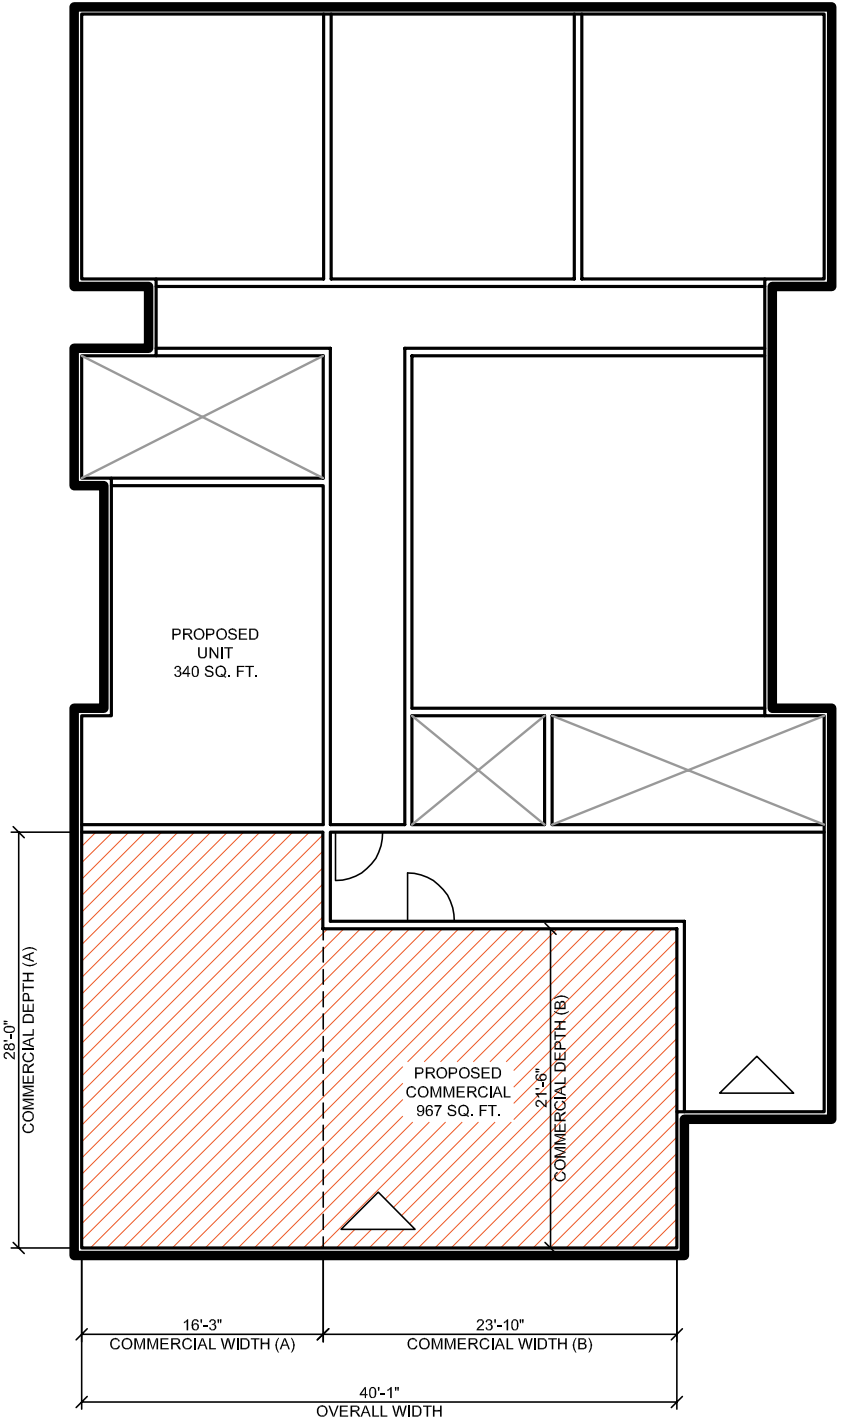 PROPOSED
UNIT
340 SQ. FT.
28'-0"
COMMERCIAL DEPTH (A)
PROPOSED
COMMERCIAL
967 SQ. FT.
21'-6"
COMMERCIAL DEPTH (B)
16'-3"
COMMERCIAL WIDTH (A)
23'-10"
COMMERCIAL WIDTH (B)
40'-1"
OVERALL WIDTH